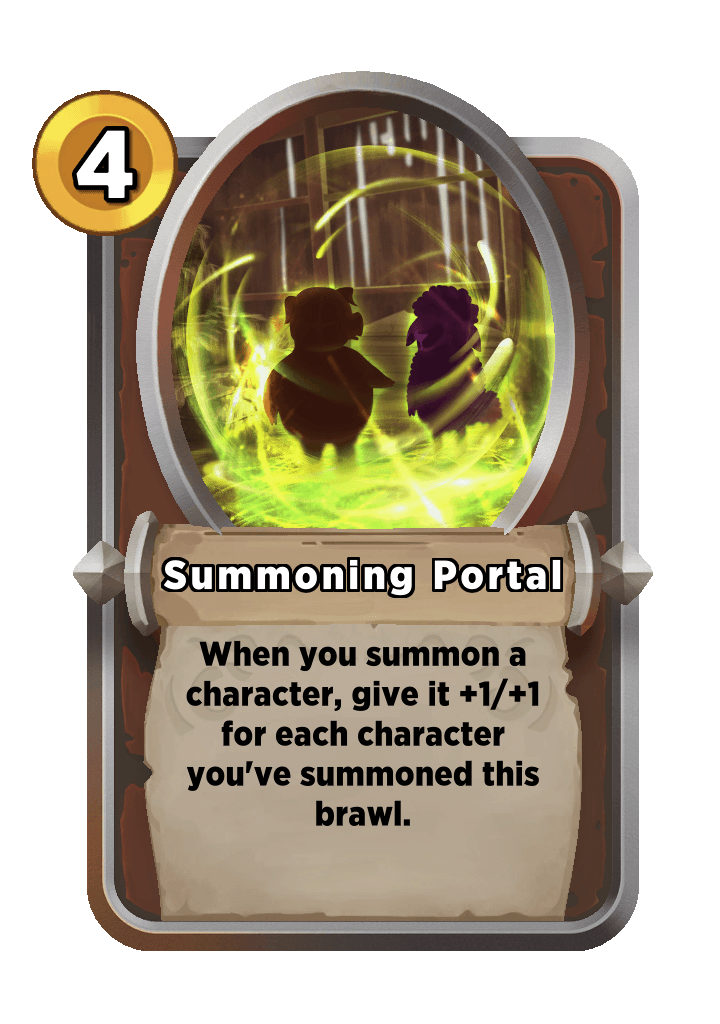 4
Summoning Portal
When you summon a
character, give it +1/+1
for each character
you've summoned this
brawl.